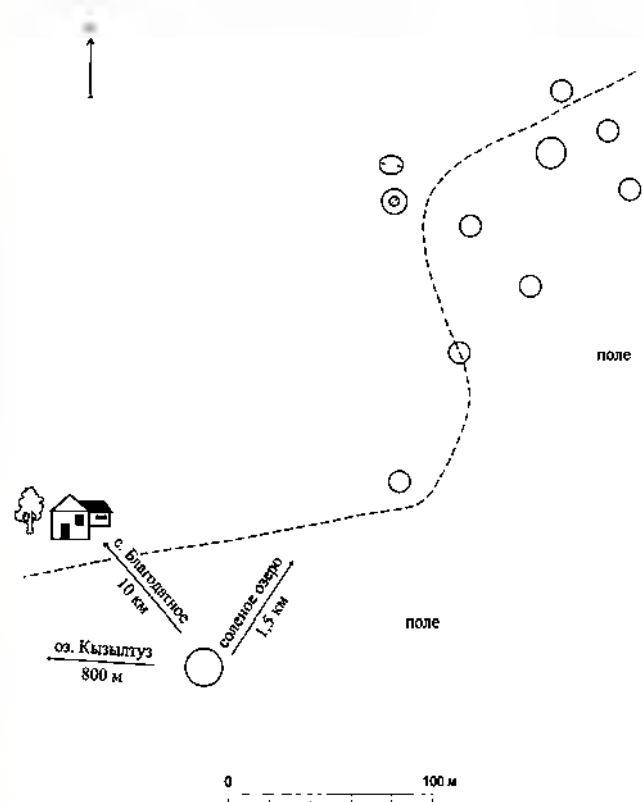 поле
с. Благодатное
10 км
соленое озеро
1,5 км
поле
оз. Кызылтуз
800 м
0 100 м